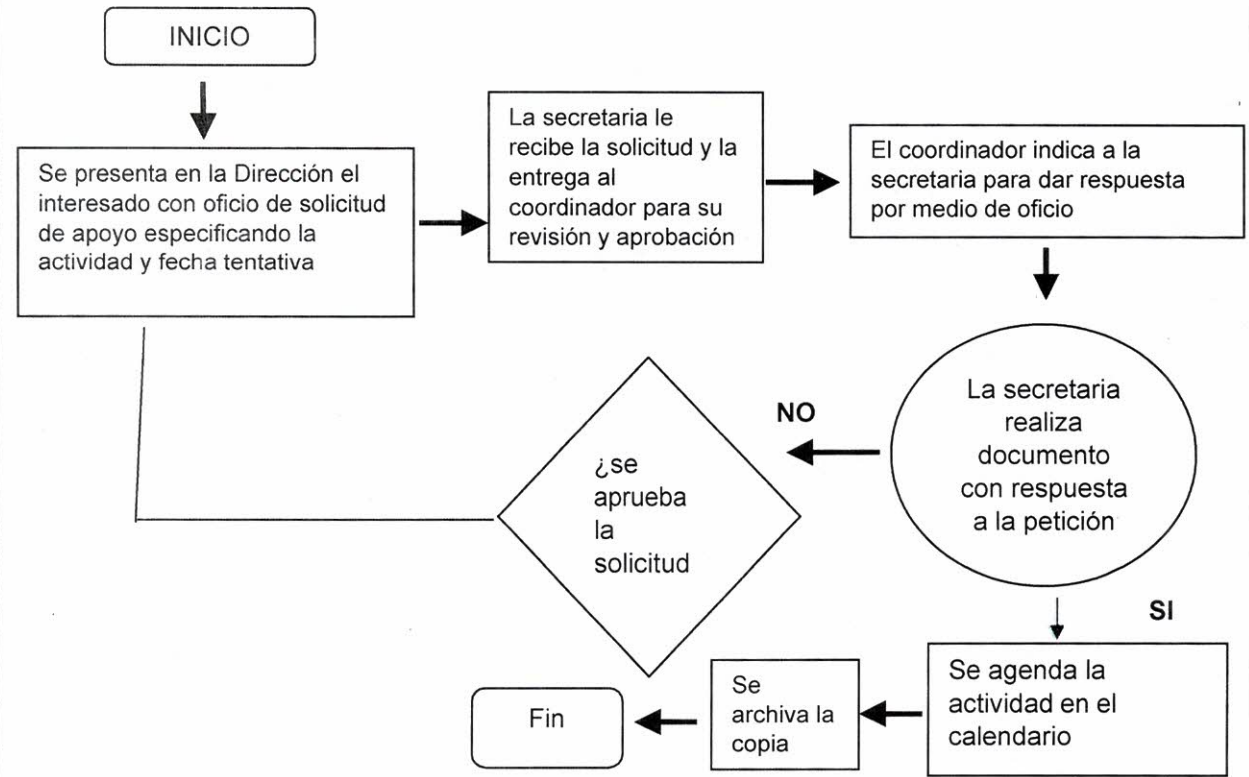 INICIO
Se presenta en la Dirección el
interesado con oficio de solicitud
de apoyo especificando la
actividad y fecha tentativa
La secretaria le
recibe la solicitud y la
entrega al
coordinador para su
revisión y aprobación
El coordinador indica a la
secretaria para dar respuesta
por medio de oficio
La secretaria
realiza
documento
con respuesta
a la petición
NO
¿se
aprueba
la
solicitud
SI
Se agenda la
actividad en el
calendario
Se
archiva la
copia
Fin